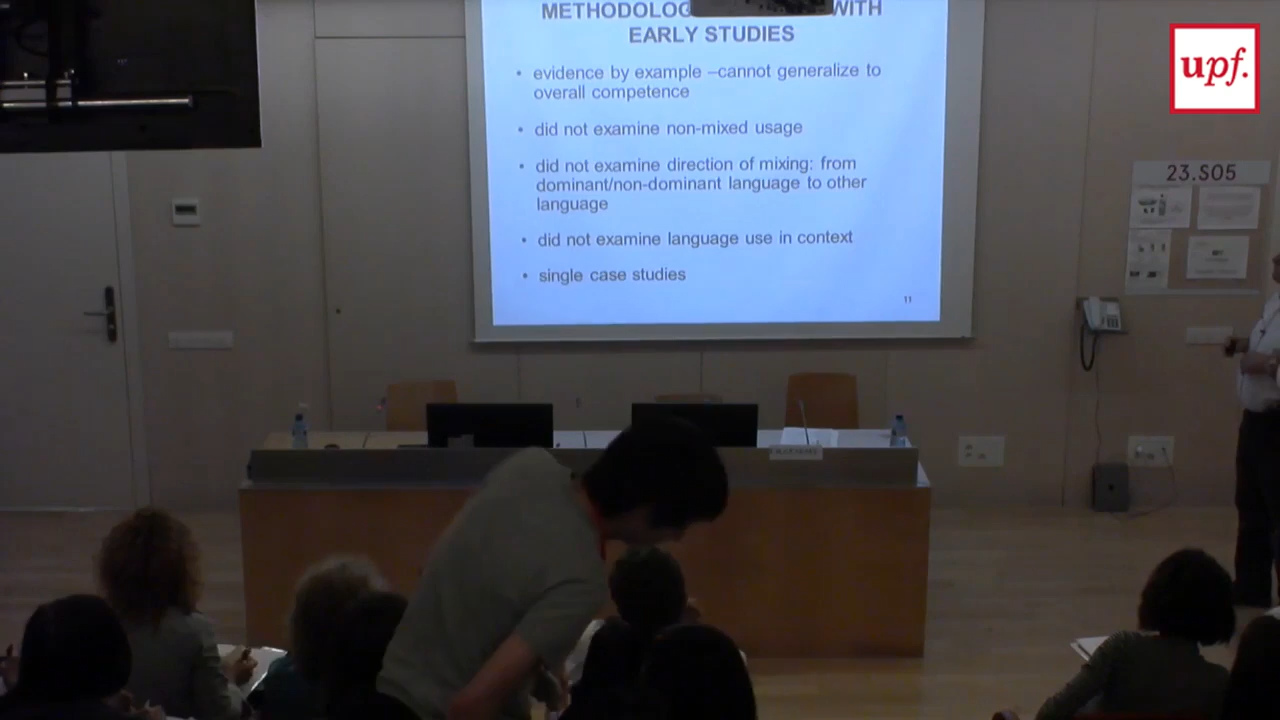 METHODOLOG WITH
EARLY STUDIES
• evidence by example –cannot generalize to
overall competence
• did not examine non-mixed usage
• did not examine direction of mixing: from
dominant/non-dominant language to other
language
• did not examine language use in context
• single case studies
11
upf.
23.S05